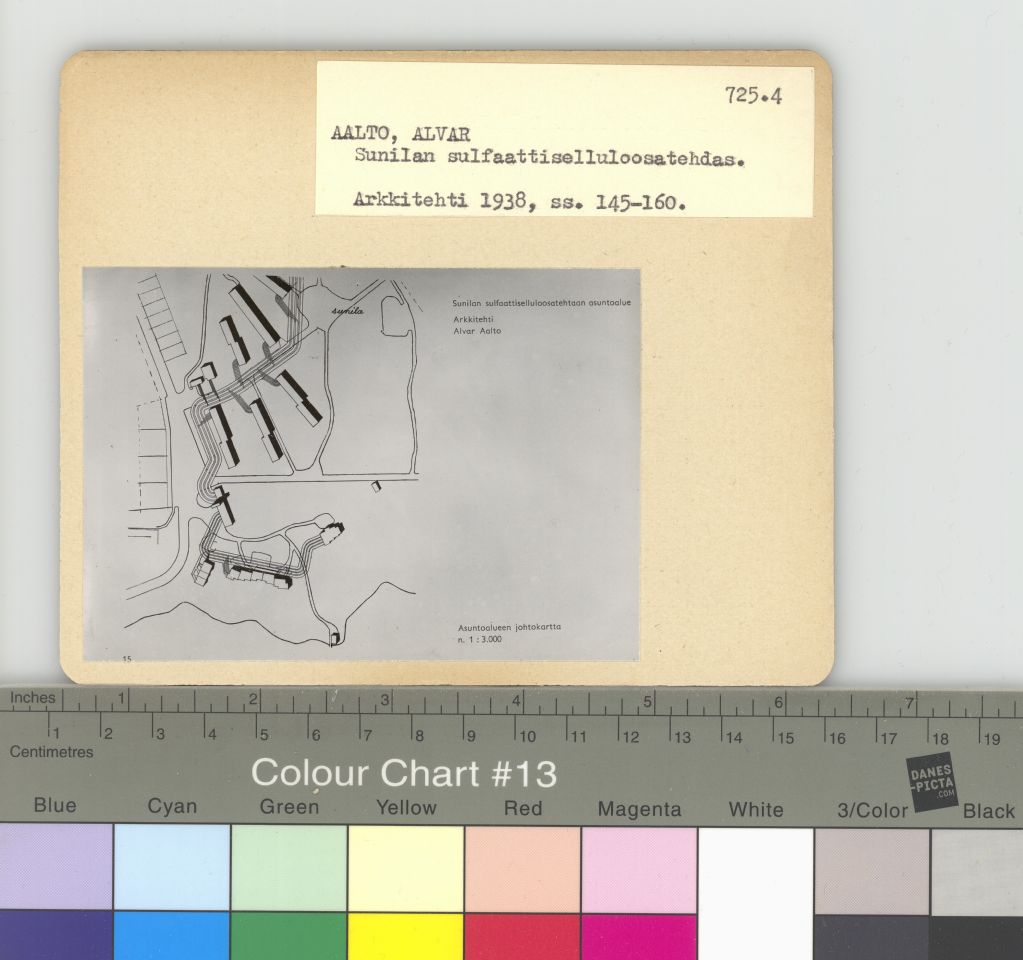 725.4
AALTO, ALVAR
Sunilan sulfaattiselluloosatehdas.
Arkkitehti 1938, ss. 145-160.
Sunilan sulfaattiselluloosatehtaan asuntoalue
Arkkitehti
Alvar Aalto
sunila
Asuntoalueen johtokartta
n. 1 : 3.000
15
Inches 1 2 3 4 5 6 7
1 2 3 4 5 6 7 8 9 10 11 12 13 14 15 16 17 18 19
Centimetres
Colour Chart #13
DANES
-PICTA
.COM
Blue Cyan Green Yellow Red Magenta White 3/Color Black